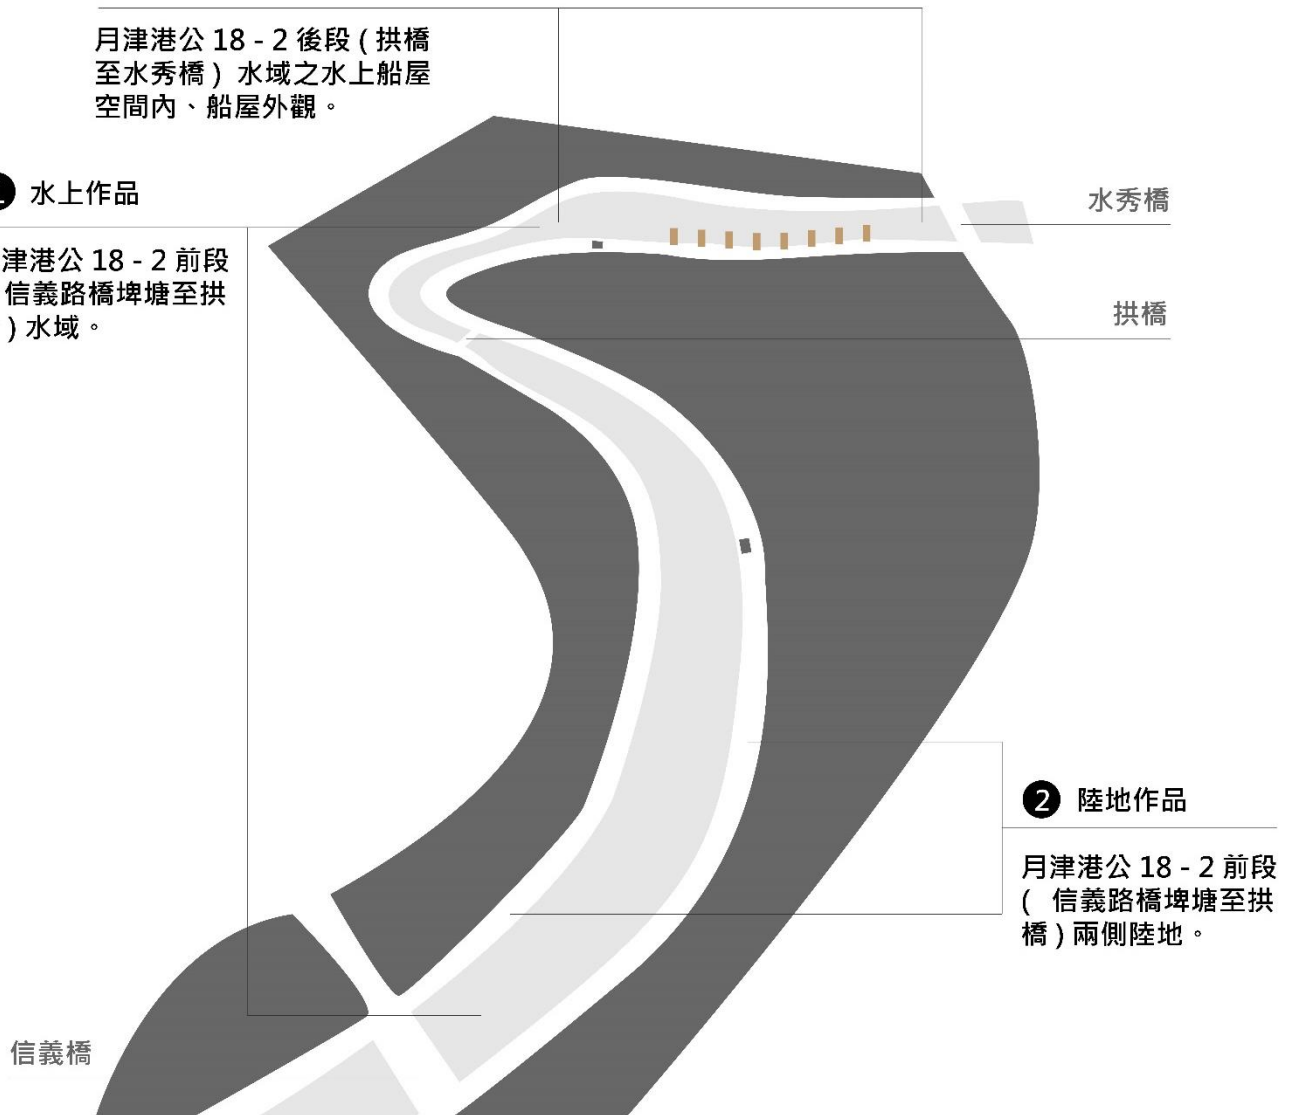 月津港公 18 - 2 後段 ( 拱橋
至水秀橋 ) 水域之水上船屋
空間內、船屋外觀。
水上作品
津港公 18 - 2 前段
信義路橋埤塘至拱
) 水域。
水秀橋
拱橋
2 陸地作品
月津港公 18 - 2 前段
( 信義路橋埤塘至拱
橋 ) 兩側陸地。
信義橋